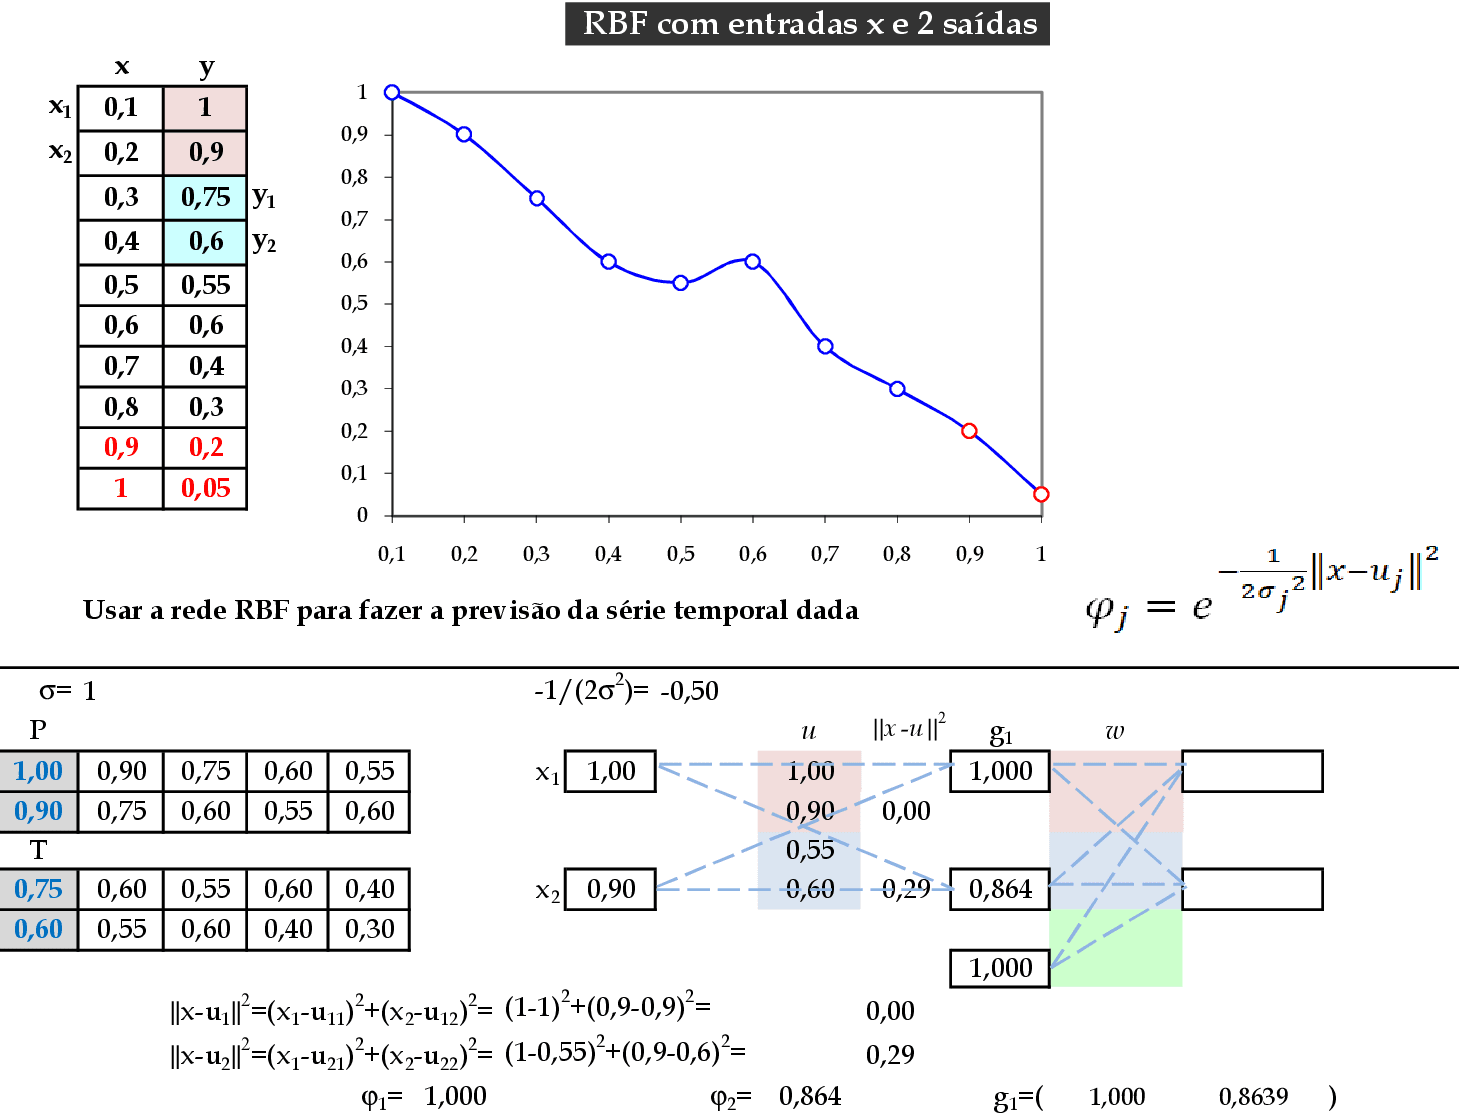 RBF com entradas x e 2 saídas
x y
x₁ 0,1 1
x₂ 0,2 0,9
0,3 0,75 y₁
0,4 0,6 y₂
0,5 0,55
0,6 0,6
0,7 0,4
0,8 0,3
0,9 0,2
1 0,05
1
0,9
0,8
0,7
0,6
0,5
0,4
0,3
0,2
0,1
0
0,1 0,2 0,3 0,4 0,5 0,6 0,7 0,8 0,9 1
Usar a rede RBF para fazer a previsão da série temporal dada
φⱼ = e^(-1/(2σⱼ²)‖x−uⱼ‖²)
σ= 1 -1/(2σ²)= -0,50
P u ||x-u||² g₁ w
1,00 0,90 0,75 0,60 0,55 x₁ 1,00 1,00 1,000
0,90 0,75 0,60 0,55 0,60 0,90 0,00
T 0,55
0,75 0,60 0,55 0,60 0,40 x₂ 0,90 0,60 0,29 0,864
0,60 0,55 0,60 0,40 0,30
1,000
||x-u₁||²=(x₁-u₁₁)²+(x₂-u₁₂)²= (1-1)²+(0,9-0,9)²= 0,00
||x-u₂||²=(x₁-u₂₁)²+(x₂-u₂₂)²= (1-0,55)²+(0,9-0,6)²= 0,29
φ₁= 1,000 φ₂= 0,864 g₁=( 1,000 0,8639 )